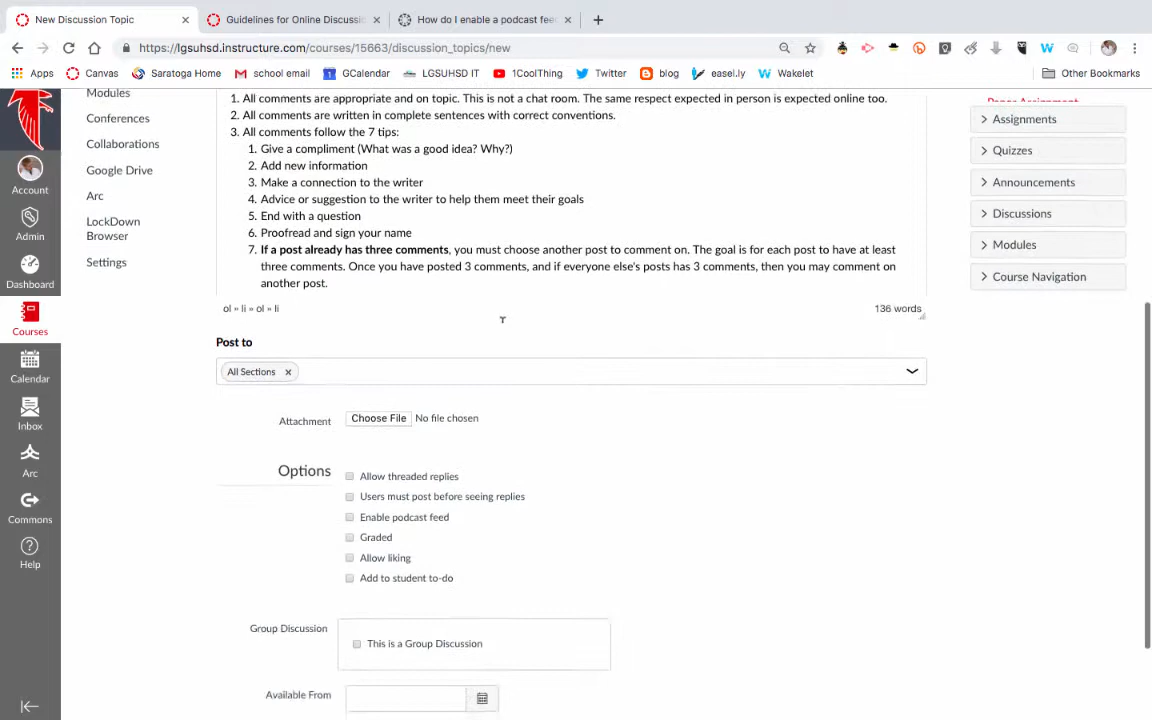 New Discussion Topic
Guidelines for Online Discussio
How do I enable a podcast fee
https://lgsuhsd.instructure.com/courses/15663/discussion_topics/new
Apps
Canvas
Saratoga Home
school email
GCalendar
LGSUHSD IT
1CoolThing
Twitter
blog
easel.ly
Wakelet
Other Bookmarks
Account
Admin
Dashboard
Courses
Calendar
Inbox
Arc
Commons
Help
Modules
Conferences
Collaborations
Google Drive
Arc
LockDown
Browser
Settings
1. All comments are appropriate and on topic. This is not a chat room. The same respect expected in person is expected online too.
2. All comments are written in complete sentences with correct conventions.
3. All comments follow the 7 tips:
1. Give a compliment (What was a good idea? Why?)
2. Add new information
3. Make a connection to the writer
4. Advice or suggestion to the writer to help them meet their goals
5. End with a question
6. Proofread and sign your name
7. If a post already has three comments, you must choose another post to comment on. The goal is for each post to have at least
three comments. Once you have posted 3 comments, and if everyone else's posts has 3 comments, then you may comment on
another post.
ol » li » ol » li
136 words
Post to
All Sections
Attachment
Choose File No file chosen
Options
Allow threaded replies
Users must post before seeing replies
Enable podcast feed
Graded
Allow liking
Add to student to-do
Group Discussion
This is a Group Discussion
Available From
Assignments
Quizzes
Announcements
Discussions
Modules
Course Navigation